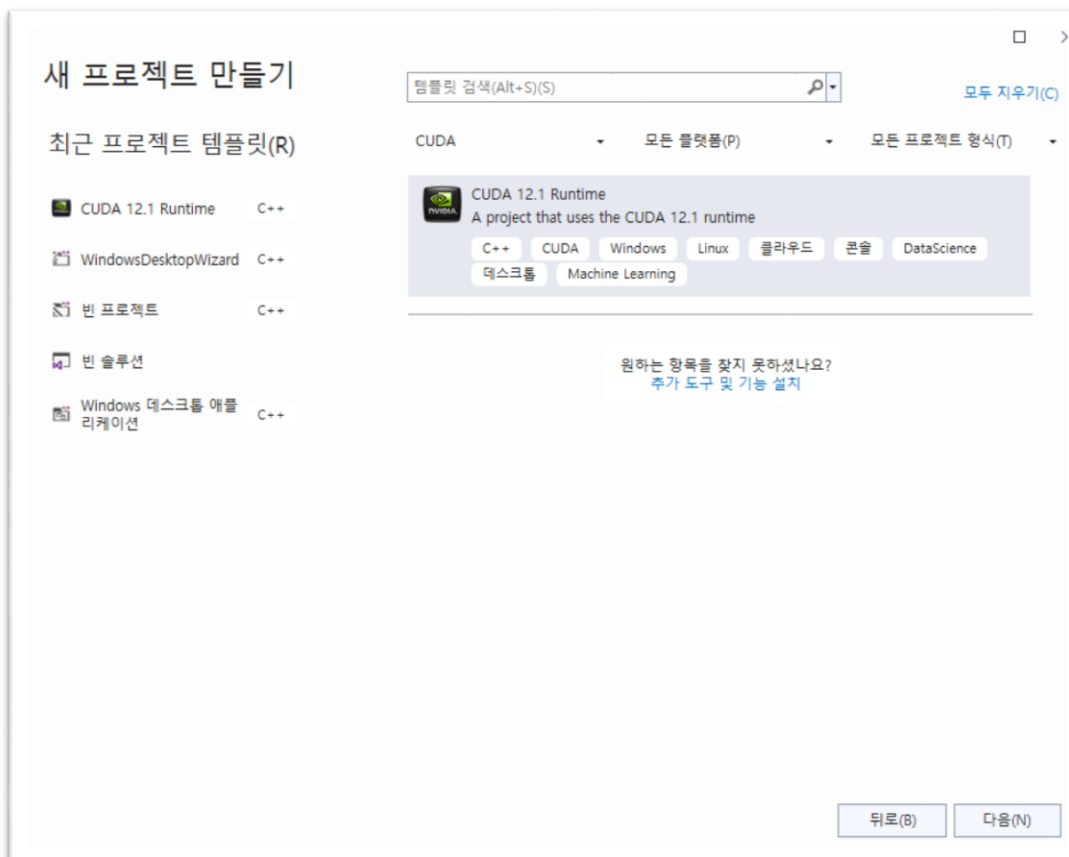 새 프로젝트 만들기
템플릿 검색(Alt+S)(S)
모두 지우기(C)
최근 프로젝트 템플릿(R)
CUDA
모든 플랫폼(P)
모든 프로젝트 형식(T)
CUDA 12.1 Runtime C++
WindowsDesktopWizard C++
빈 프로젝트 C++
빈 솔루션
Windows 데스크톱 애플
리케이션 C++
NVIDIA
CUDA 12.1 Runtime
A project that uses the CUDA 12.1 runtime
C++ CUDA Windows Linux 클라우드 콘솔 DataScience
데스크톱 Machine Learning
원하는 항목을 찾지 못하셨나요?
추가 도구 및 기능 설치
뒤로(B) 다음(N)